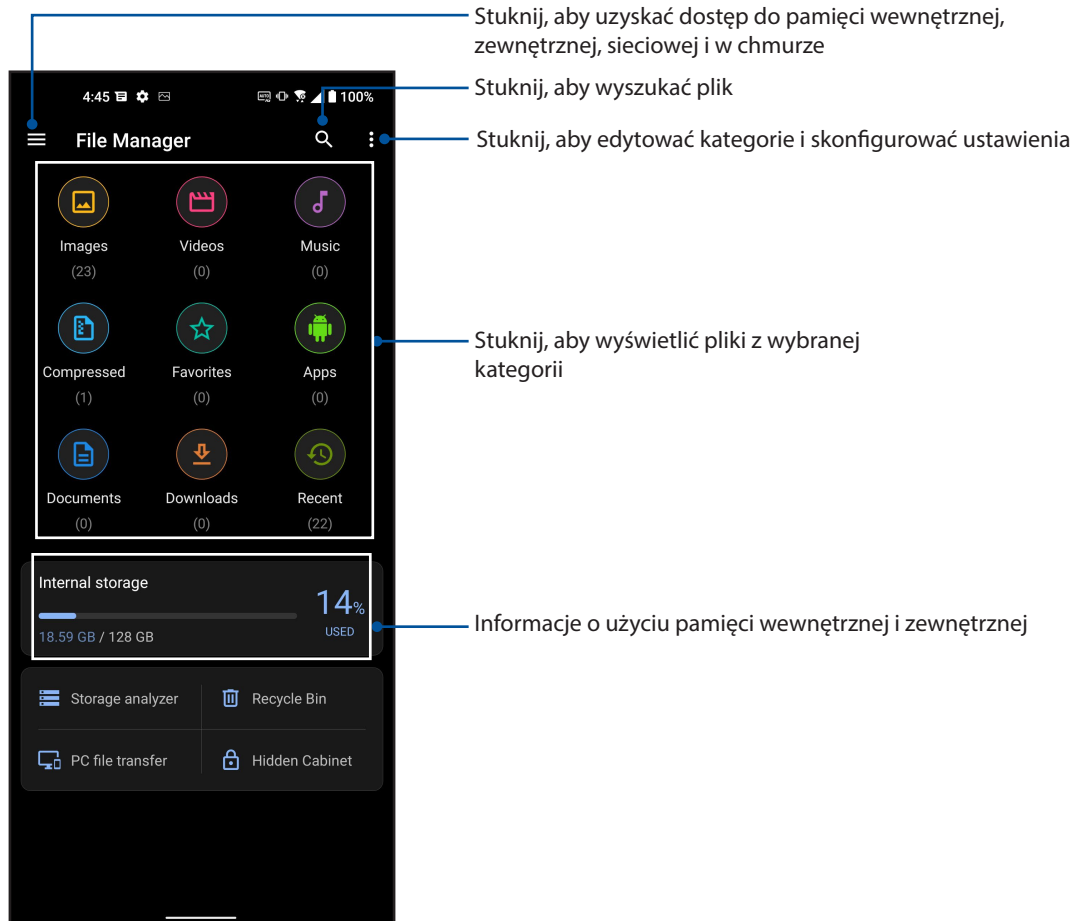 Stuknij, aby uzyskać dostęp do pamięci wewnętrznej,
zewnętrznej, sieciowej i w chmurze
4:45
100%
Stuknij, aby wyszukać plik
File Manager
Stuknij, aby edytować kategorie i skonfigurować ustawienia
Images Videos Music
(23) (0) (0)
Compressed Favorites Apps
(1) (0) (0)
Stuknij, aby wyświetlić pliki z wybranej
kategorii
Documents Downloads Recent
(0) (0) (22)
Internal storage
14%
18.59 GB / 128 GB
USED
Informacje o użyciu pamięci wewnętrznej i zewnętrznej
Storage analyzer Recycle Bin
PC file transfer Hidden Cabinet